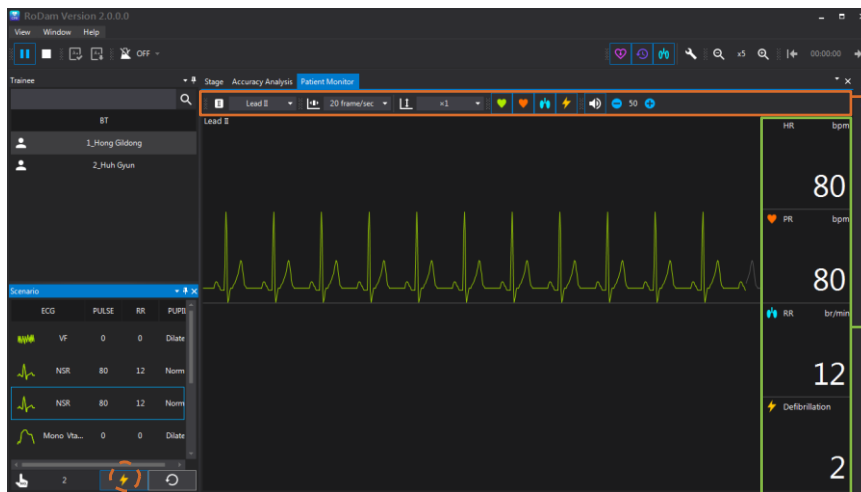 RoDam Version 2.0.0.0
View Window Help
OFF
x5
00:00:00
Trainee
Stage Accuracy Analysis Patient Monitor
Lead II 20 frame/sec ×1 50
BT
1_Hong Gildong
2_Huh Gyun
Lead II
HR bpm
80
PR bpm
80
RR br/min
12
Defibrillation
2
Scenario
ECG PULSE RR
VF 0 0 Dilate
NSR 80 12 Norm
NSR 80 12 Norm
Mono Vta... 0 0 Dilate
2